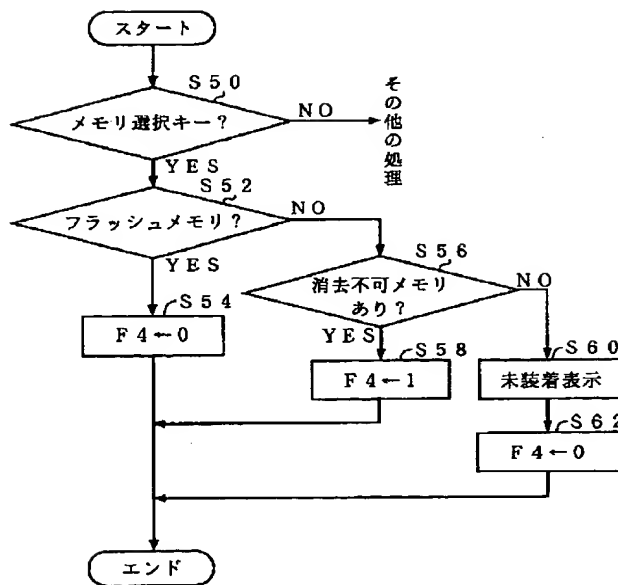 スタート
S50
メモリ選択キー?
NO
その他の処理
YES
S52
フラッシュメモリ?
NO
YES
S56
消去不可メモリ
あり?
NO
S54
F4←0
YES
S58
F4←1
S60
未装着表示
S62
F4←0
エンド